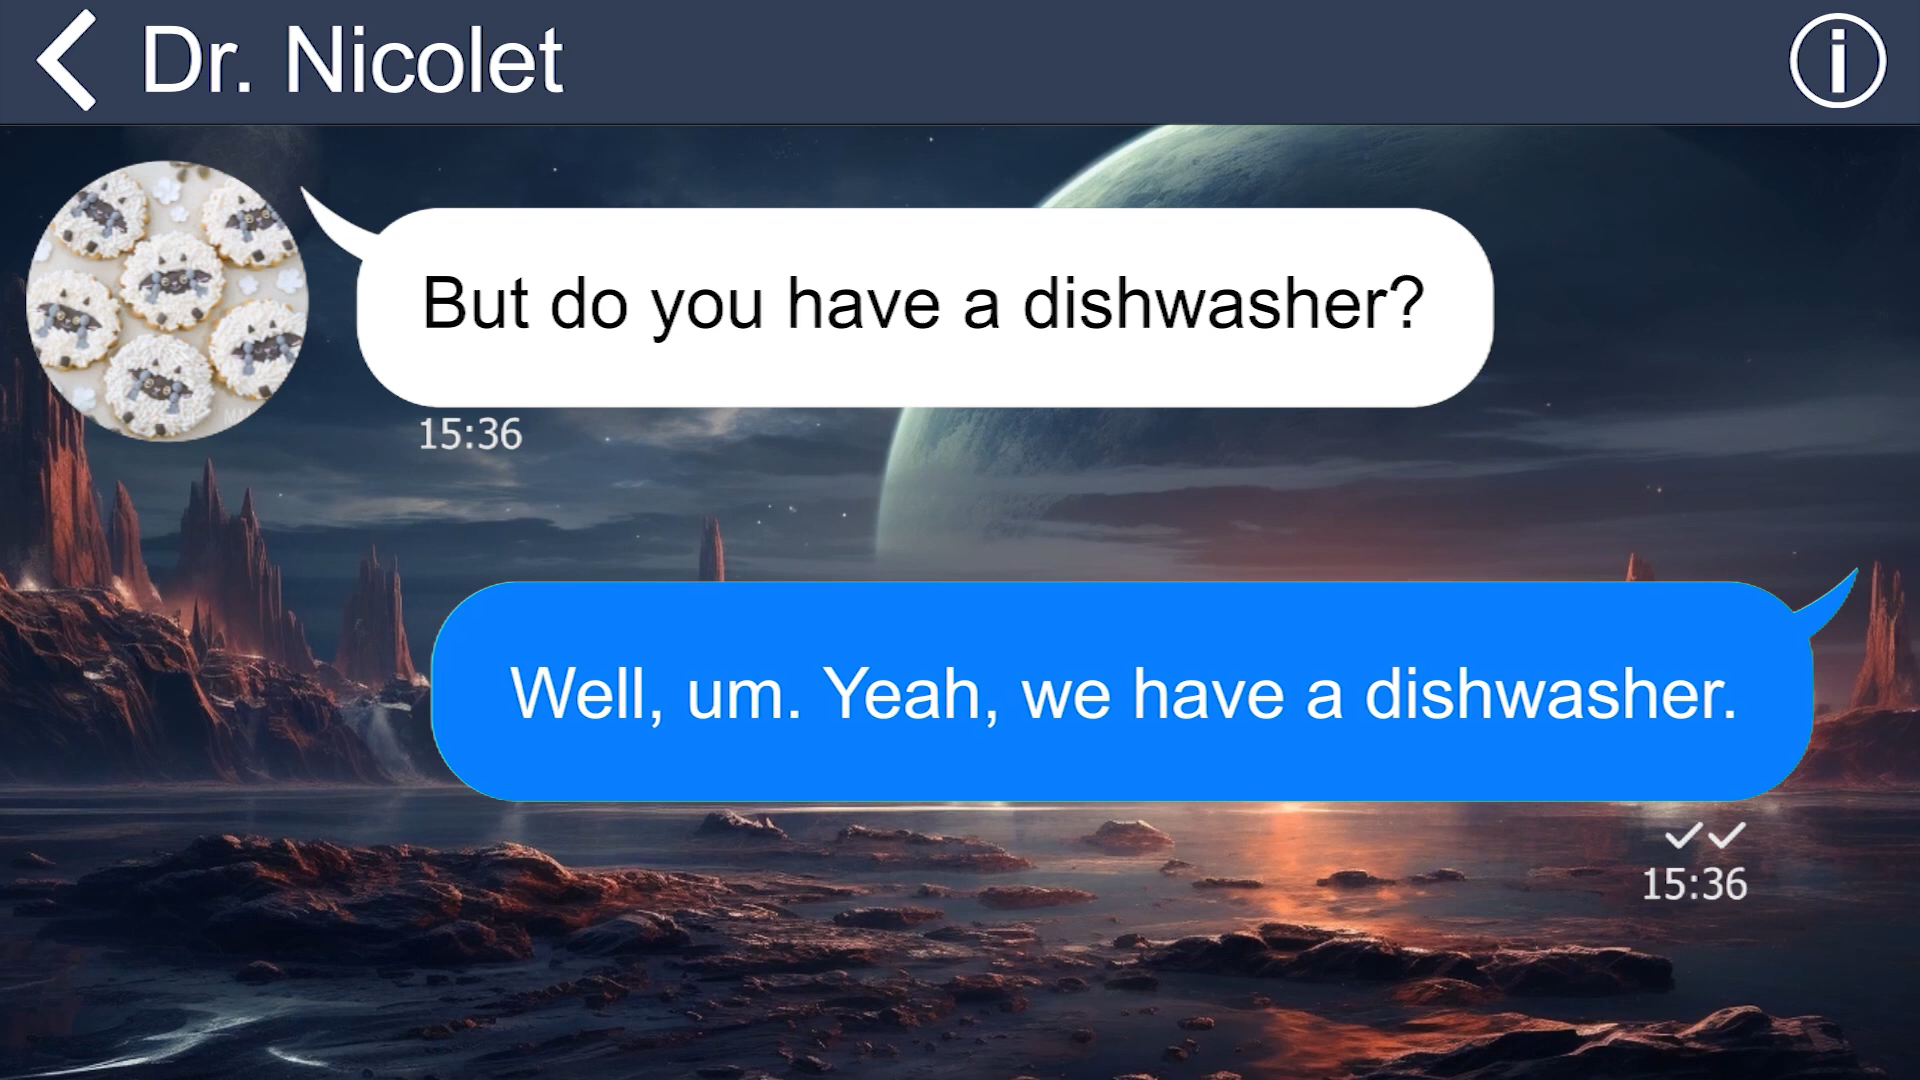 Dr. Nicolet
But do you have a dishwasher?
15:36
Well, um. Yeah, we have a dishwasher.
15:36